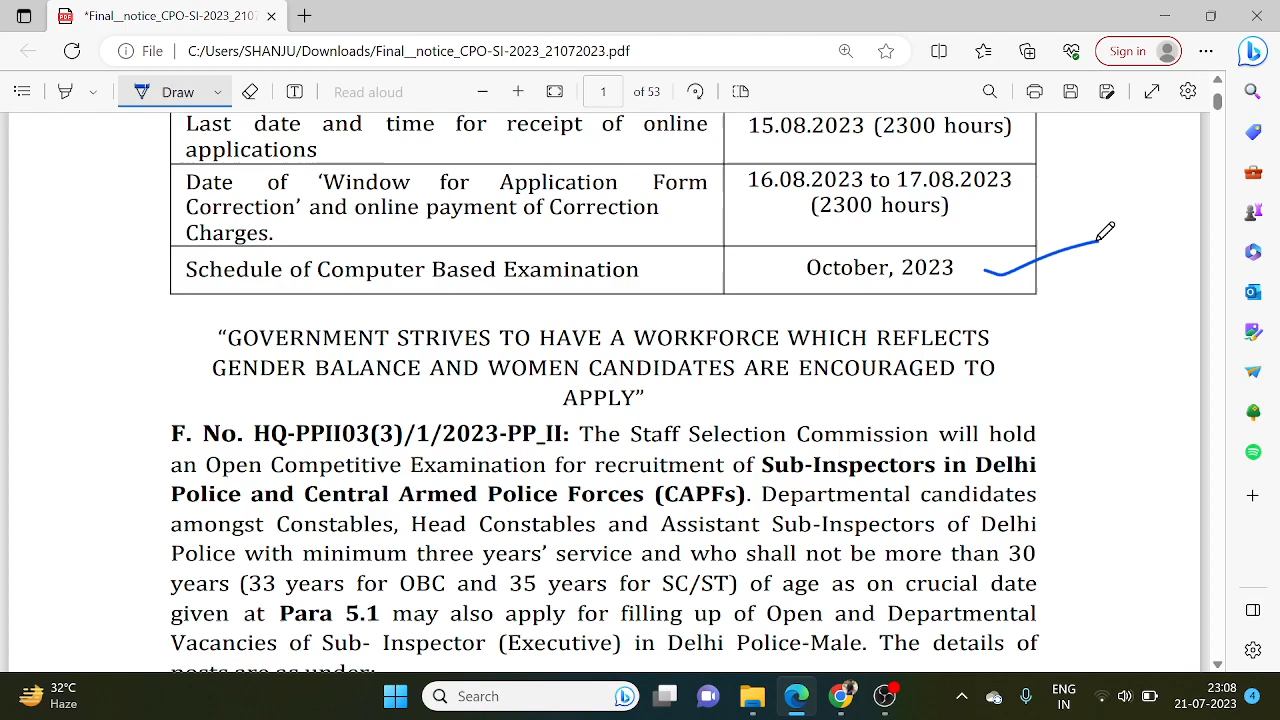 *Final__notice_CPO-SI-2023_2107
File
C:/Users/SHANJU/Downloads/Final__notice_CPO-SI-2023_21072023.pdf
Sign in
Draw
Read aloud
1
of 53
Last date and time for receipt of online
applications
15.08.2023 (2300 hours)
Date of ‘Window for Application Form
Correction’ and online payment of Correction
Charges.
16.08.2023 to 17.08.2023
(2300 hours)
Schedule of Computer Based Examination
October, 2023
“GOVERNMENT STRIVES TO HAVE A WORKFORCE WHICH REFLECTS
GENDER BALANCE AND WOMEN CANDIDATES ARE ENCOURAGED TO
APPLY”
F. No. HQ-PPII03(3)/1/2023-PP_II: The Staff Selection Commission will hold
an Open Competitive Examination for recruitment of Sub-Inspectors in Delhi
Police and Central Armed Police Forces (CAPFs). Departmental candidates
amongst Constables, Head Constables and Assistant Sub-Inspectors of Delhi
Police with minimum three years’ service and who shall not be more than 30
years (33 years for OBC and 35 years for SC/ST) of age as on crucial date
given at Para 5.1 may also apply for filling up of Open and Departmental
Vacancies of Sub- Inspector (Executive) in Delhi Police-Male. The details of
posts are as under:
32°C
Haze
Search
ENG
IN
23:08
21-07-2023
4